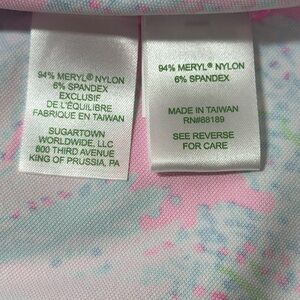 94% MERYL® NYLON
6% SPANDEX
EXCLUSIF
DE L'ÉQUILIBRE
FABRIQUE EN TAIWAN
SUGARTOWN
WORLDWIDE, LLC
800 THIRD AVENUE
KING OF PRUSSIA, PA
94% MERYL® NYLON
6% SPANDEX
MADE IN TAIWAN
RN#88189
SEE REVERSE
FOR CARE